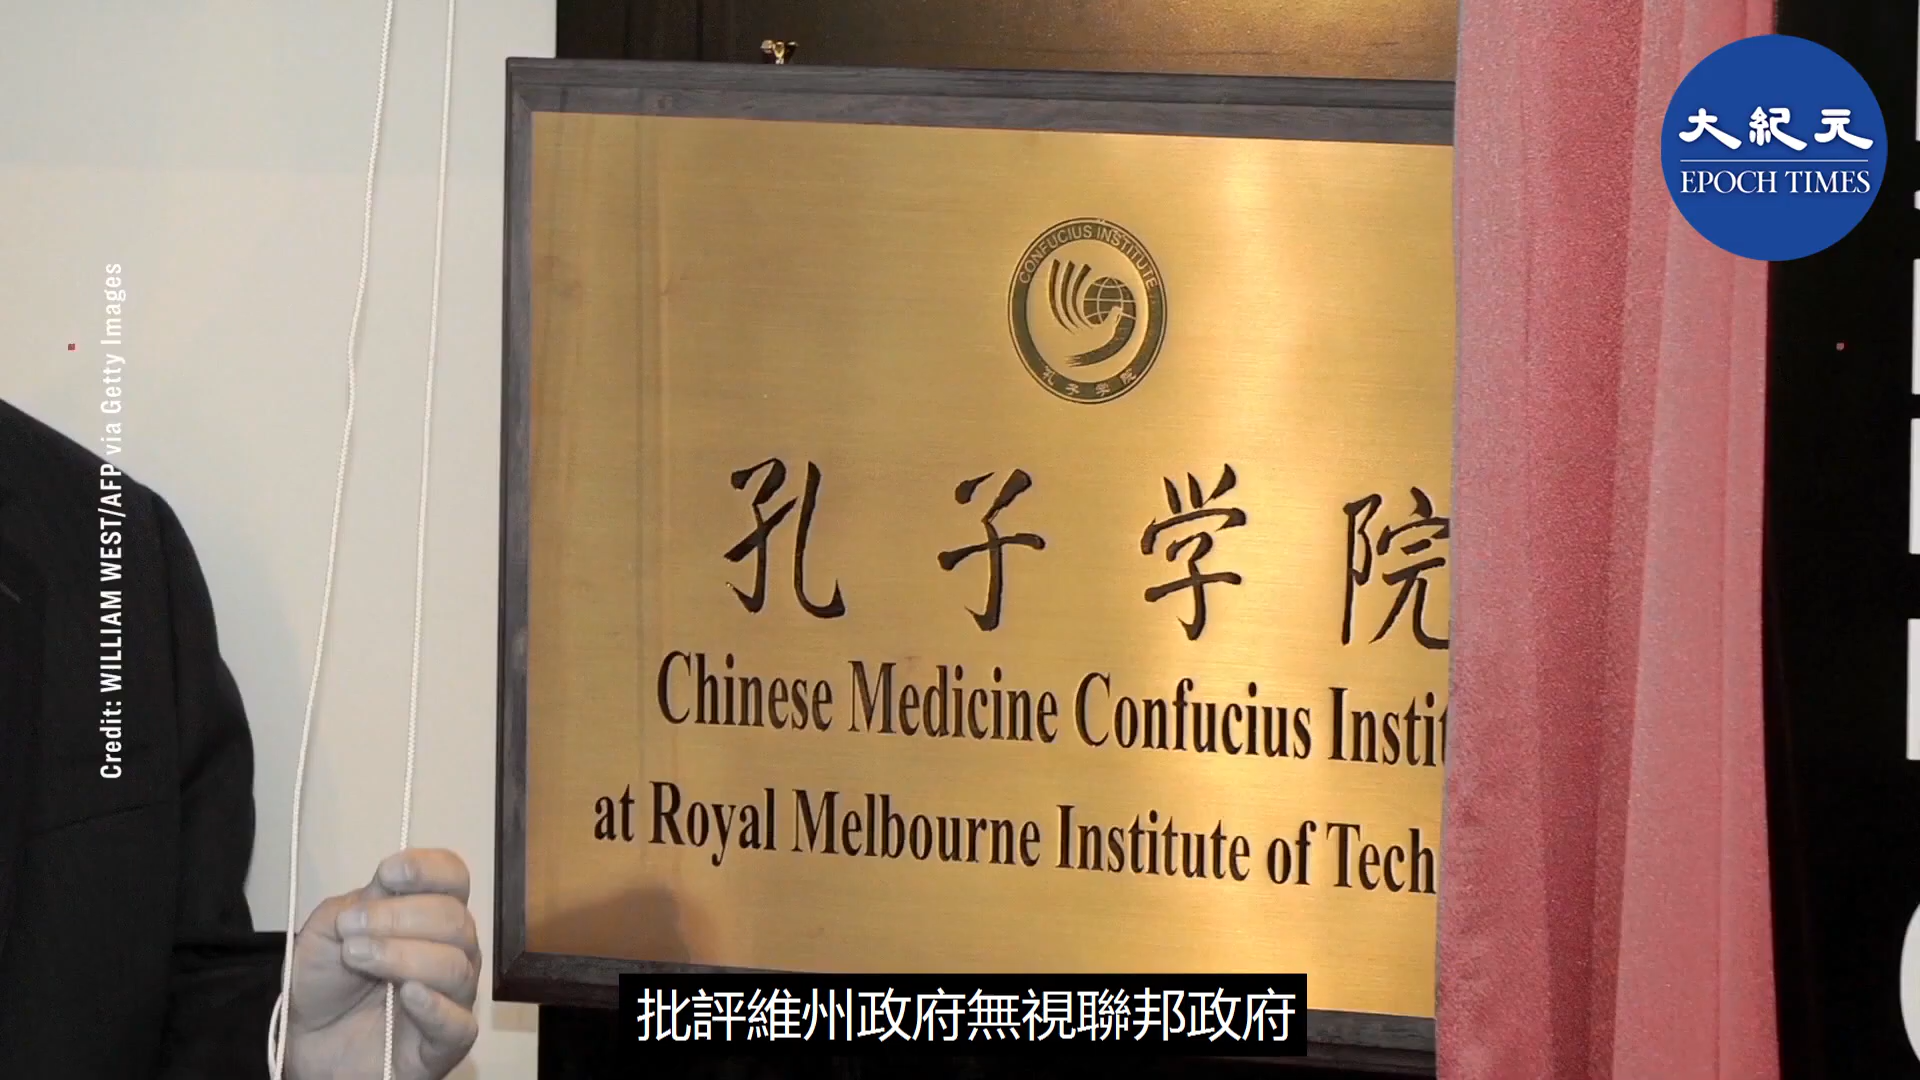 大紀元
EPOCH TIMES
CONFUCIUS INSTITUTE
孔子学院
孔子学院
Chinese Medicine Confucius Instit
at Royal Melbourne Institute of Tech
Credit: WILLIAM WEST/AFP via Getty Images
批評維州政府無視聯邦政府